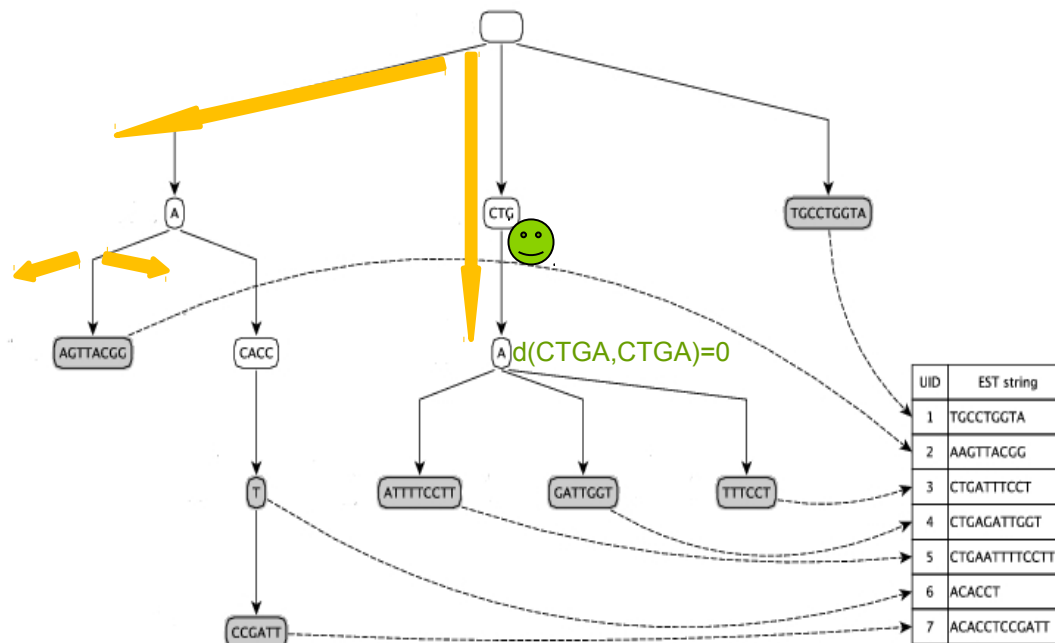 A
CTG
TGCCTGGTA
AGTTACGG
CACC
A
d(CTGA,CTGA)=0
UID EST string
1 TGCCTGGTA
2 AAGTTACGG
T
ATTTTCCTT
GATTGGT
TTTCCT
3 CTGATTTCCT
4 CTGAGATTGGT
5 CTGAATTTTCCTT
6 ACACCT
CCGATT
7 ACACCTCCGATT